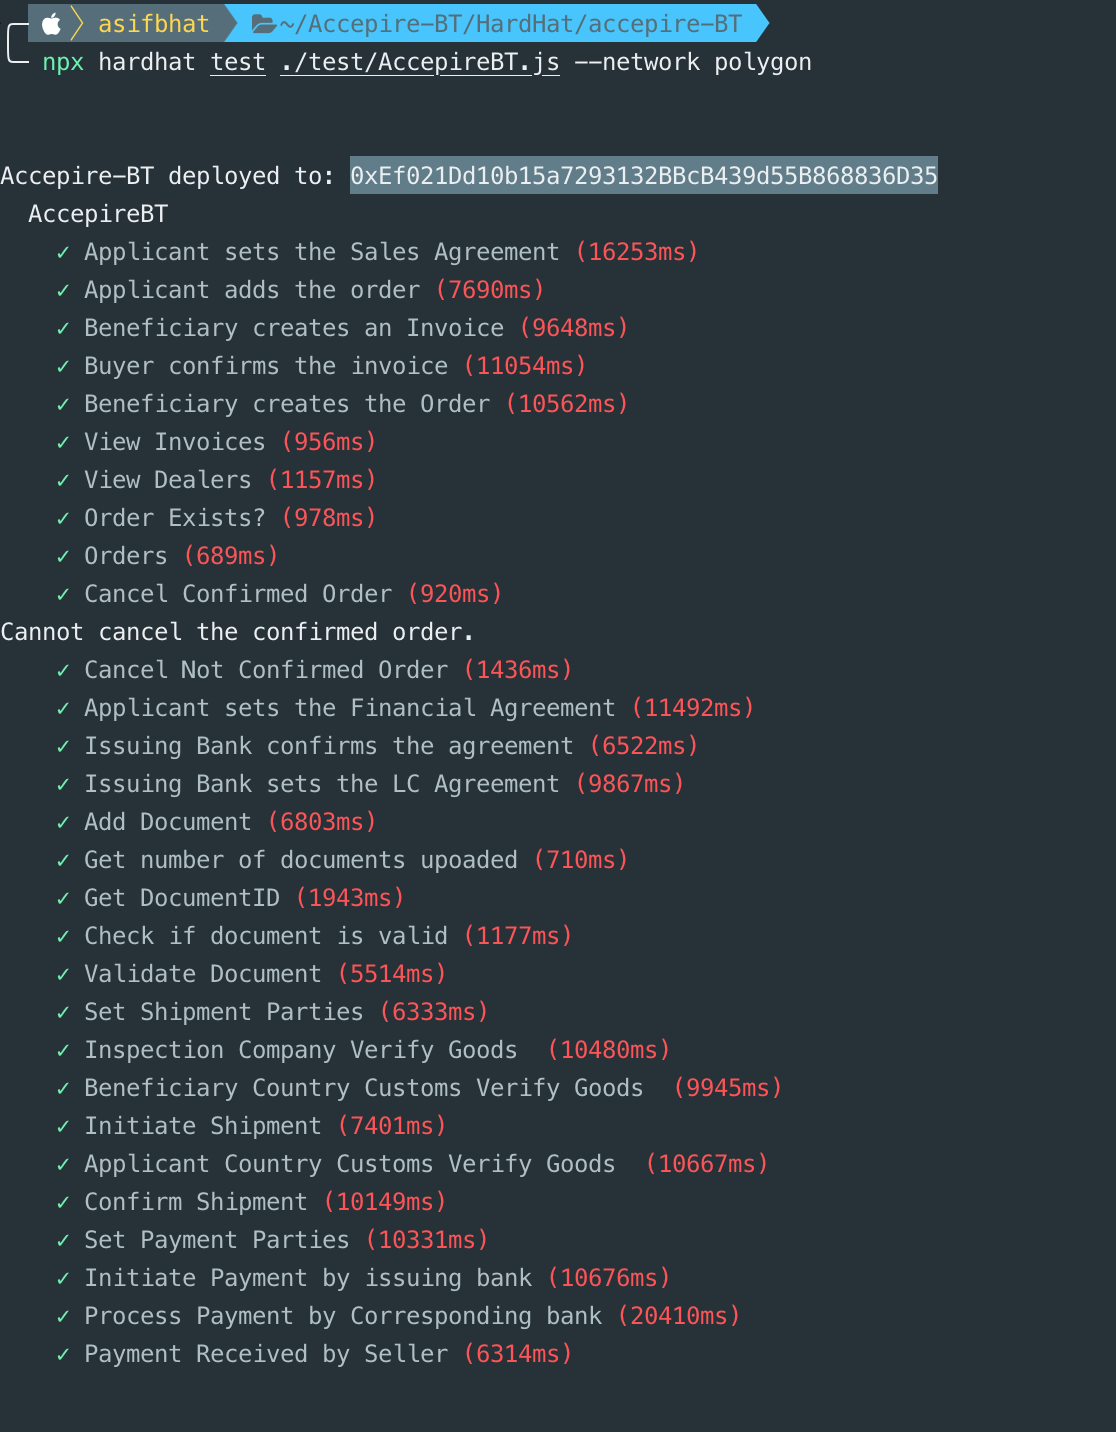 asifbhat ~/Accepire-BT/HardHat/accepire-BT
npx hardhat test ./test/AccepireBT.js --network polygon
Accepire-BT deployed to: 0xEf021Dd10b15a7293132BBcB439d55B868836D35
AccepireBT
✓ Applicant sets the Sales Agreement (16253ms)
✓ Applicant adds the order (7690ms)
✓ Beneficiary creates an Invoice (9648ms)
✓ Buyer confirms the invoice (11054ms)
✓ Beneficiary creates the Order (10562ms)
✓ View Invoices (956ms)
✓ View Dealers (1157ms)
✓ Order Exists? (978ms)
✓ Orders (689ms)
✓ Cancel Confirmed Order (920ms)
Cannot cancel the confirmed order.
✓ Cancel Not Confirmed Order (1436ms)
✓ Applicant sets the Financial Agreement (11492ms)
✓ Issuing Bank confirms the agreement (6522ms)
✓ Issuing Bank sets the LC Agreement (9867ms)
✓ Add Document (6803ms)
✓ Get number of documents upoaded (710ms)
✓ Get DocumentID (1943ms)
✓ Check if document is valid (1177ms)
✓ Validate Document (5514ms)
✓ Set Shipment Parties (6333ms)
✓ Inspection Company Verify Goods  (10480ms)
✓ Beneficiary Country Customs Verify Goods  (9945ms)
✓ Initiate Shipment (7401ms)
✓ Applicant Country Customs Verify Goods  (10667ms)
✓ Confirm Shipment (10149ms)
✓ Set Payment Parties (10331ms)
✓ Initiate Payment by issuing bank (10676ms)
✓ Process Payment by Corresponding bank (20410ms)
✓ Payment Received by Seller (6314ms)